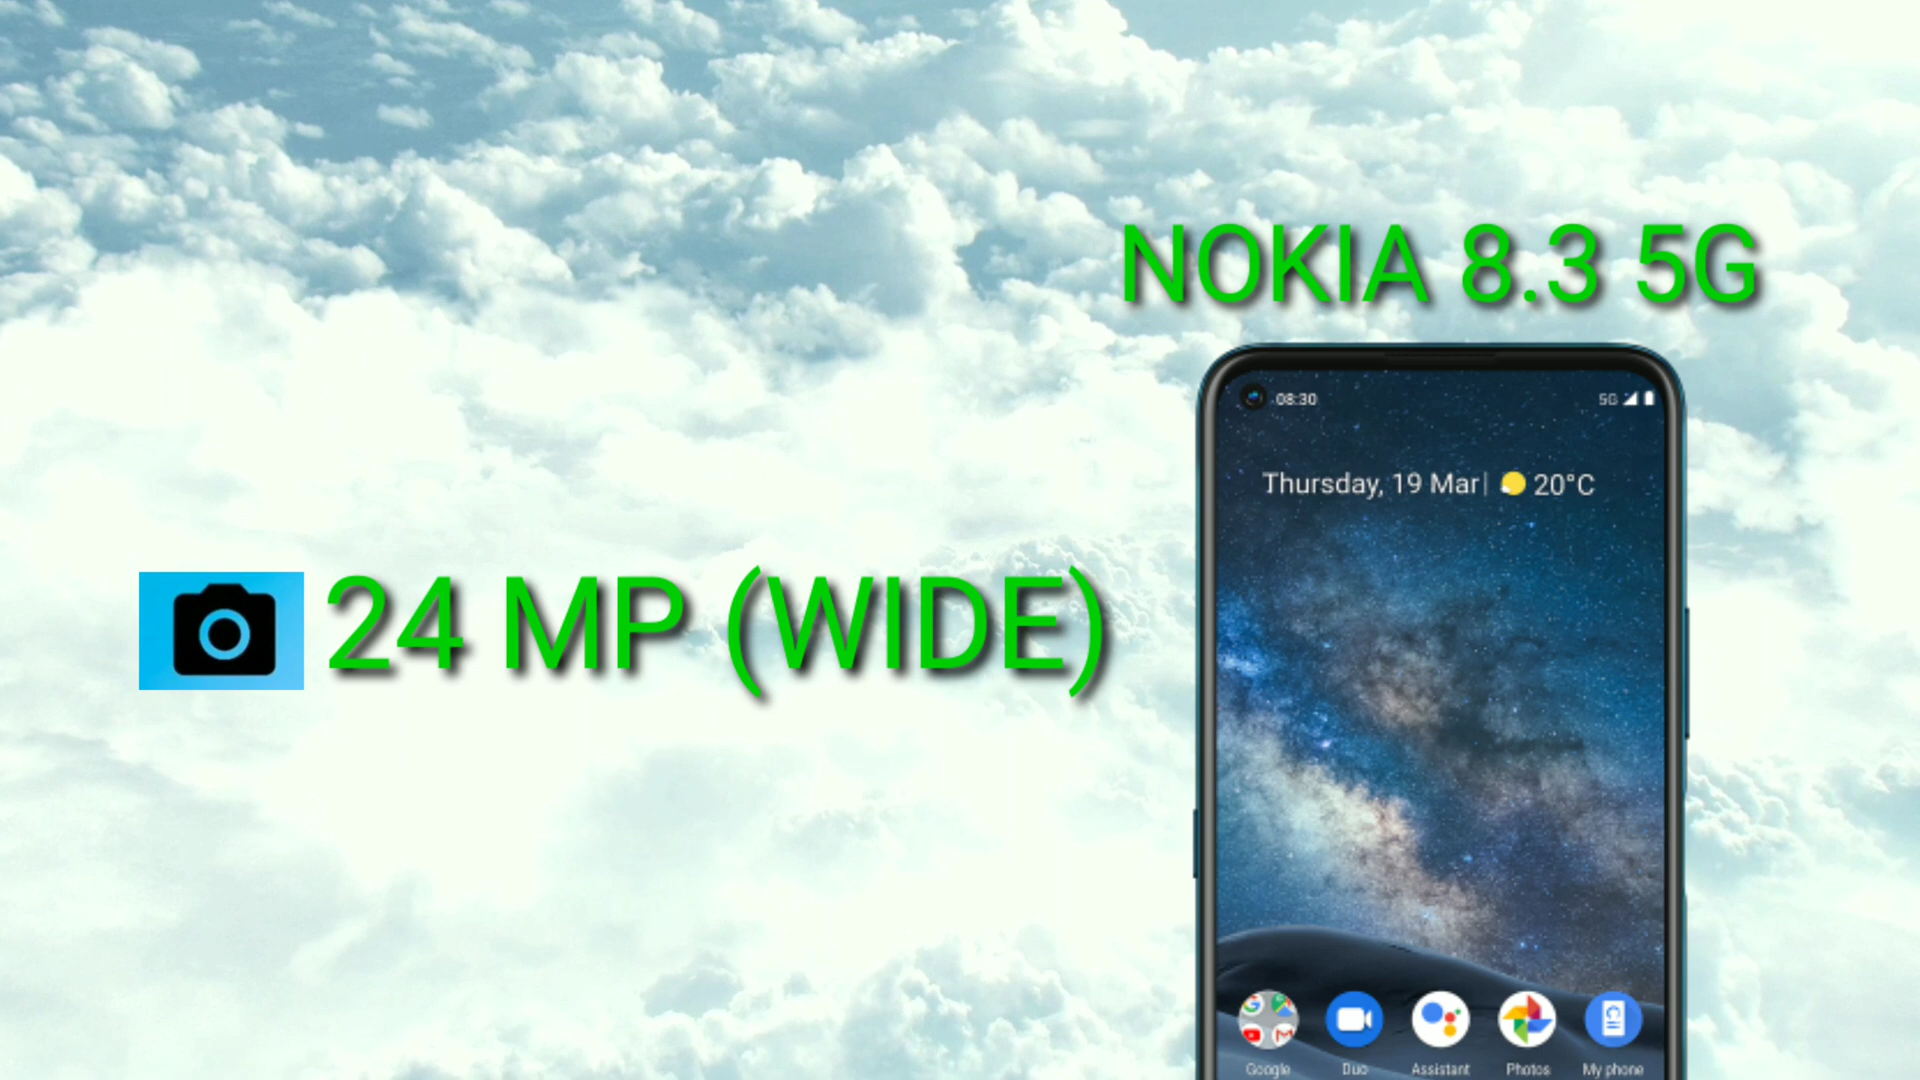 NOKIA 8.3 5G
08:30 5G
Thursday, 19 Mar| 20°C
24 MP (WIDE)
Google Duo Assistant Photos My phone